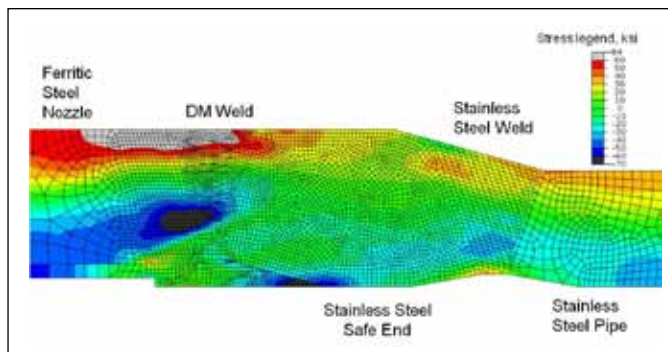 Stress legend, ksi
Ferritic
Steel
Nozzle
DM Weld
Stainless
Steel Weld
Stainless Steel
Safe End
Stainless
Steel Pipe